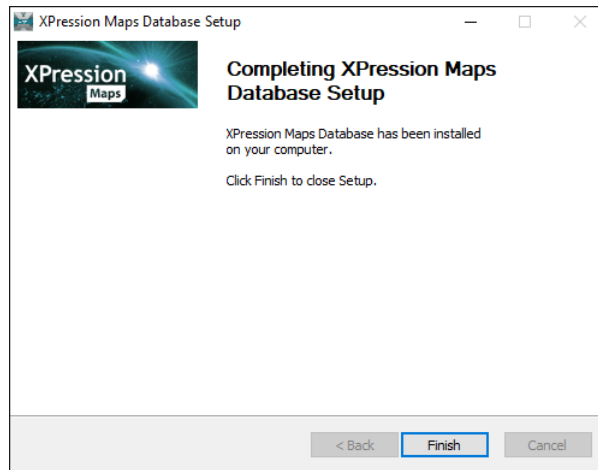 XPression Maps Database Setup
XPression
Maps
Completing XPression Maps
Database Setup
XPression Maps Database has been installed
on your computer.
Click Finish to close Setup.
< Back
Finish
Cancel